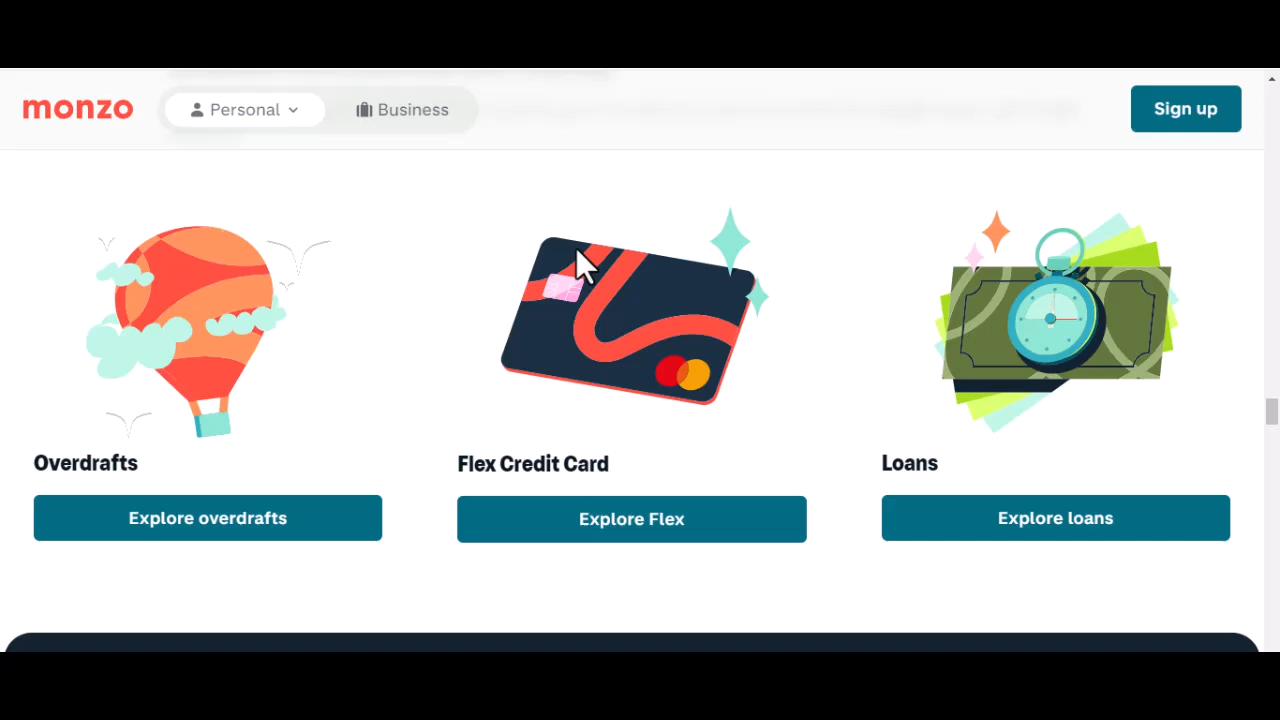 monzo
Personal
Business
Sign up
Overdrafts
Flex Credit Card
Loans
Explore overdrafts
Explore Flex
Explore loans